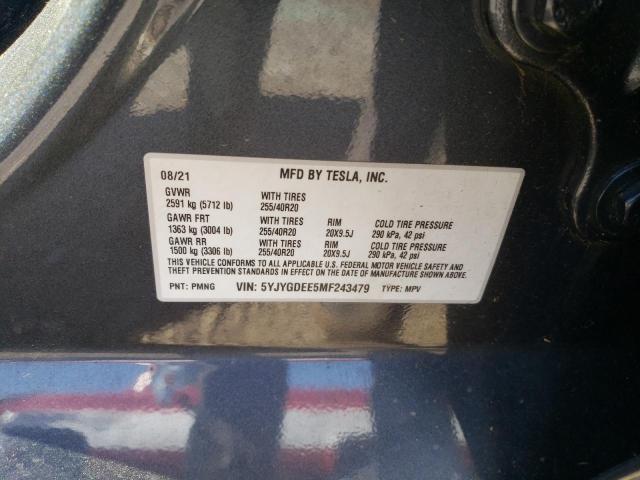 08/21 MFD BY TESLA, INC.
GVWR WITH TIRES
2591 kg (5712 lb) 255/40R20
GAWR FRT WITH TIRES RIM COLD TIRE PRESSURE
1363 kg (3004 lb) 255/40R20 20X9.5J 290 kPa, 42 psi
GAWR RR WITH TIRES RIM COLD TIRE PRESSURE
1500 kg (3306 lb) 255/40R20 20X9.5J 290 kPa, 42 psi
THIS VEHICLE CONFORMS TO ALL APPLICABLE U.S. FEDERAL MOTOR VEHICLE SAFETY AND
THEFT PREVENTION STANDARDS IN EFFECT ON THE DATE OF MANUFACTURE SHOWN ABOVE.
PNT: PMNG VIN: 5YJYGDEE5MF243479 TYPE: MPV